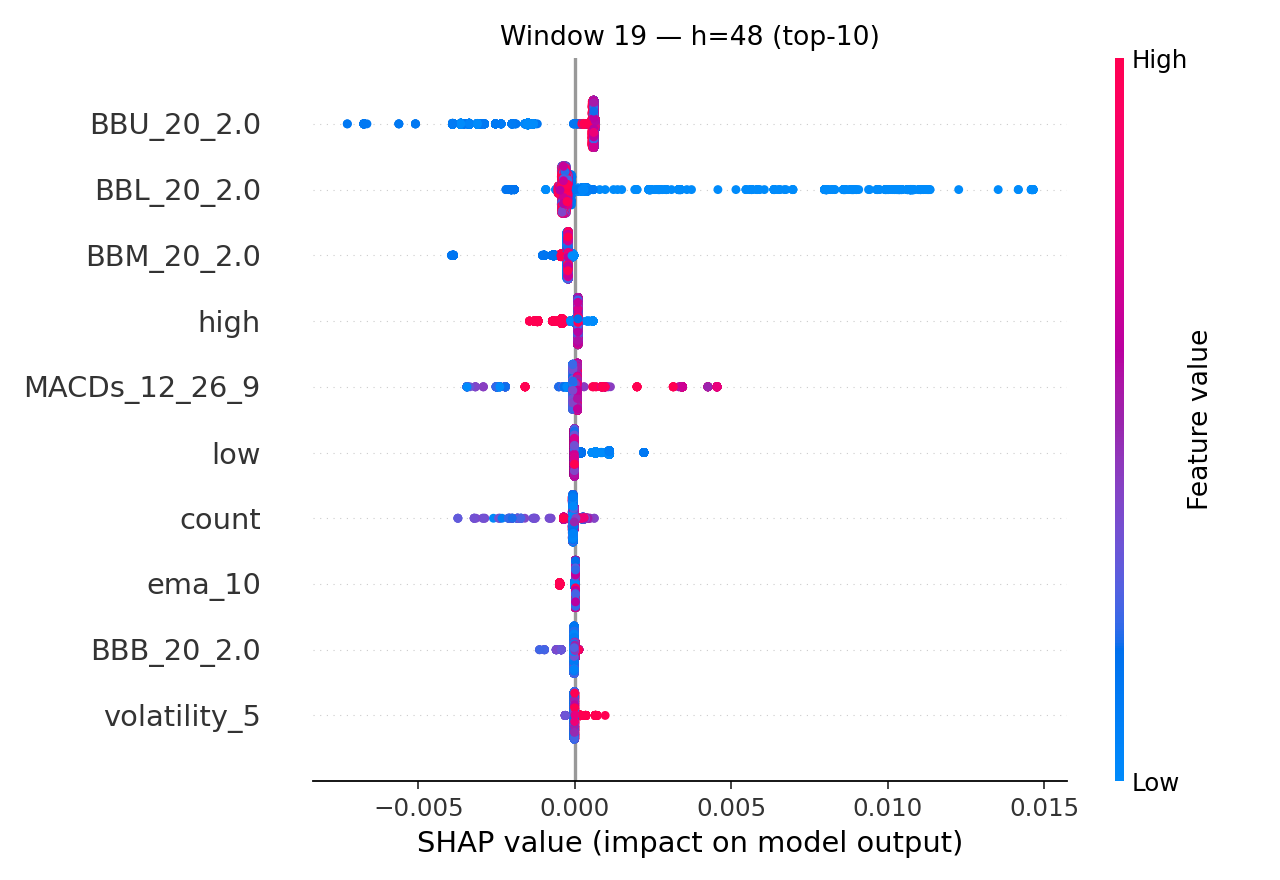 Window 19 — h=48 (top-10)
High
BBU_20_2.0
BBL_20_2.0
BBM_20_2.0
high
MACDs_12_26_9
low
count
ema_10
BBB_20_2.0
volatility_5
Feature value
Low
−0.005 0.000 0.005 0.010 0.015
SHAP value (impact on model output)